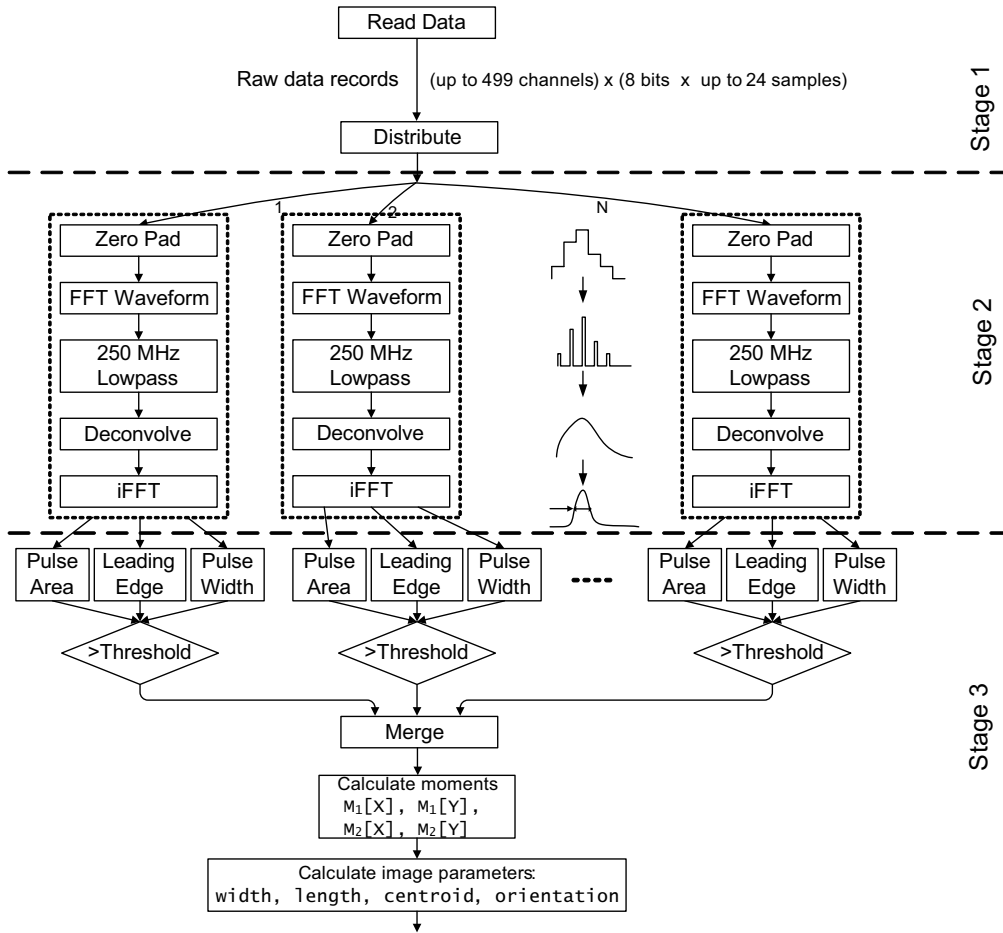 Read Data
Raw data records (up to 499 channels) x (8 bits x up to 24 samples)
Distribute
Stage 1
1
2
N
Zero Pad
FFT Waveform
250 MHz
Lowpass
Deconvolve
iFFT
Zero Pad
FFT Waveform
250 MHz
Lowpass
Deconvolve
iFFT
Zero Pad
FFT Waveform
250 MHz
Lowpass
Deconvolve
iFFT
Stage 2
Pulse
Area
Leading
Edge
Pulse
Width
Pulse
Area
Leading
Edge
Pulse
Width
Pulse
Area
Leading
Edge
Pulse
Width
>Threshold
>Threshold
>Threshold
Merge
Calculate moments
M₁[X], M₁[Y],
M₂[X], M₂[Y]
Calculate image parameters:
width, length, centroid, orientation
Stage 3